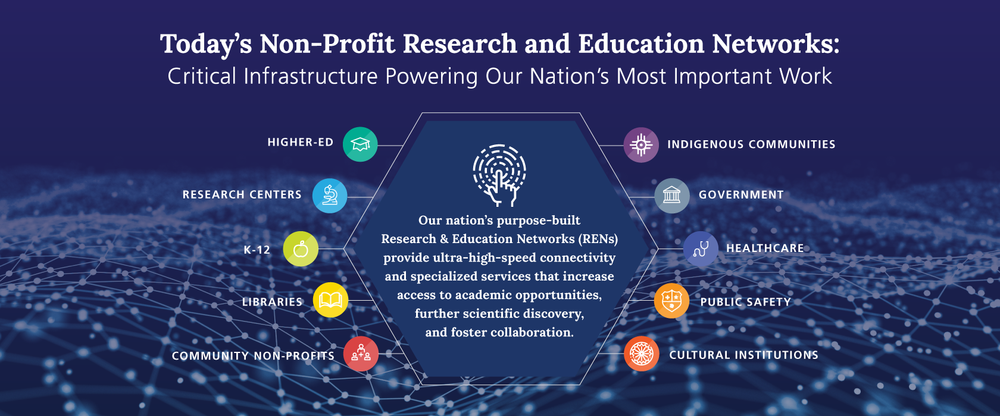 Today’s Non-Profit Research and Education Networks:
Critical Infrastructure Powering Our Nation’s Most Important Work
HIGHER-ED
RESEARCH CENTERS
K-12
LIBRARIES
COMMUNITY NON-PROFITS
Our nation’s purpose-built
Research & Education Networks (RENs)
provide ultra-high-speed connectivity
and specialized services that increase
access to academic opportunities,
further scientific discovery,
and foster collaboration.
INDIGENOUS COMMUNITIES
GOVERNMENT
HEALTHCARE
PUBLIC SAFETY
CULTURAL INSTITUTIONS